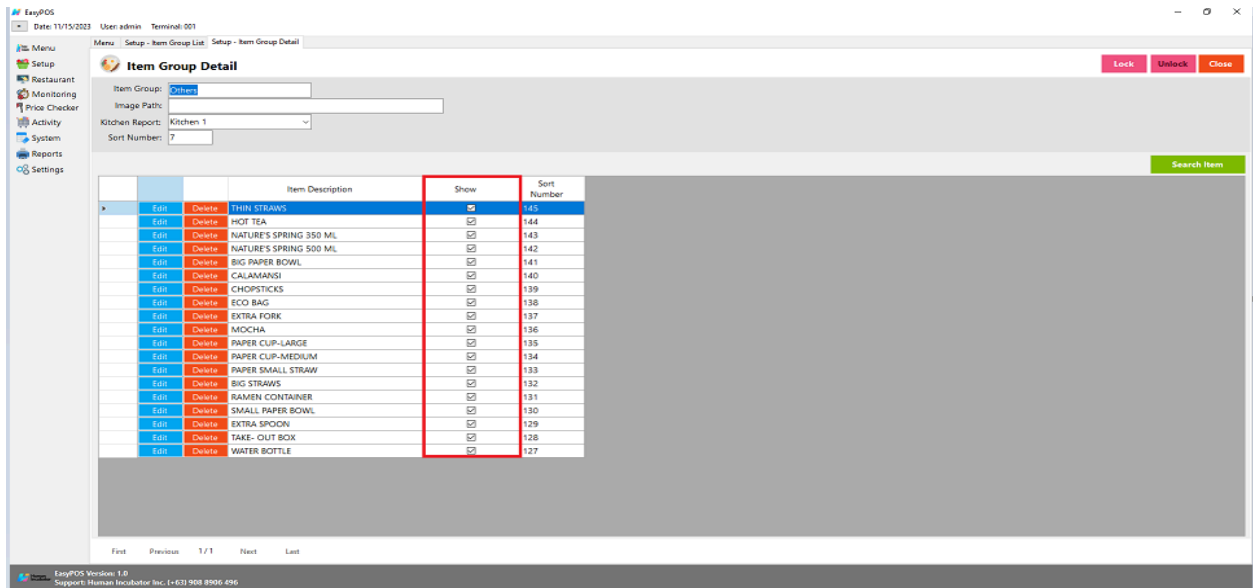 EasyPOS
Date: 11/15/2023 User: admin Terminal: 001
Menu Setup - Item Group List Setup - Item Group Detail
Menu
Setup
Restaurant
Monitoring
Price Checker
Activity
System
Reports
Settings
Item Group Detail
Lock Unlock Close
Item Group: Others
Image Path:
Kitchen Report: Kitchen 1
Sort Number: 7
Search Item
Item Description Show Sort Number
Edit Delete THIN STRAWS 145
Edit Delete HOT TEA 144
Edit Delete NATURE'S SPRING 350 ML 143
Edit Delete NATURE'S SPRING 500 ML 142
Edit Delete BIG PAPER BOWL 141
Edit Delete CALAMANSI 140
Edit Delete CHOPSTICKS 139
Edit Delete ECO BAG 138
Edit Delete EXTRA FORK 137
Edit Delete MOCHA 136
Edit Delete PAPER CUP-LARGE 135
Edit Delete PAPER CUP-MEDIUM 134
Edit Delete PAPER SMALL STRAW 133
Edit Delete BIG STRAWS 132
Edit Delete RAMEN CONTAINER 131
Edit Delete SMALL PAPER BOWL 130
Edit Delete EXTRA SPOON 129
Edit Delete TAKE- OUT BOX 128
Edit Delete WATER BOTTLE 127
First Previous 1 / 1 Next Last
EasyPOS Version: 1.0
Support: Human Incubator Inc. (+63) 908 8906 496